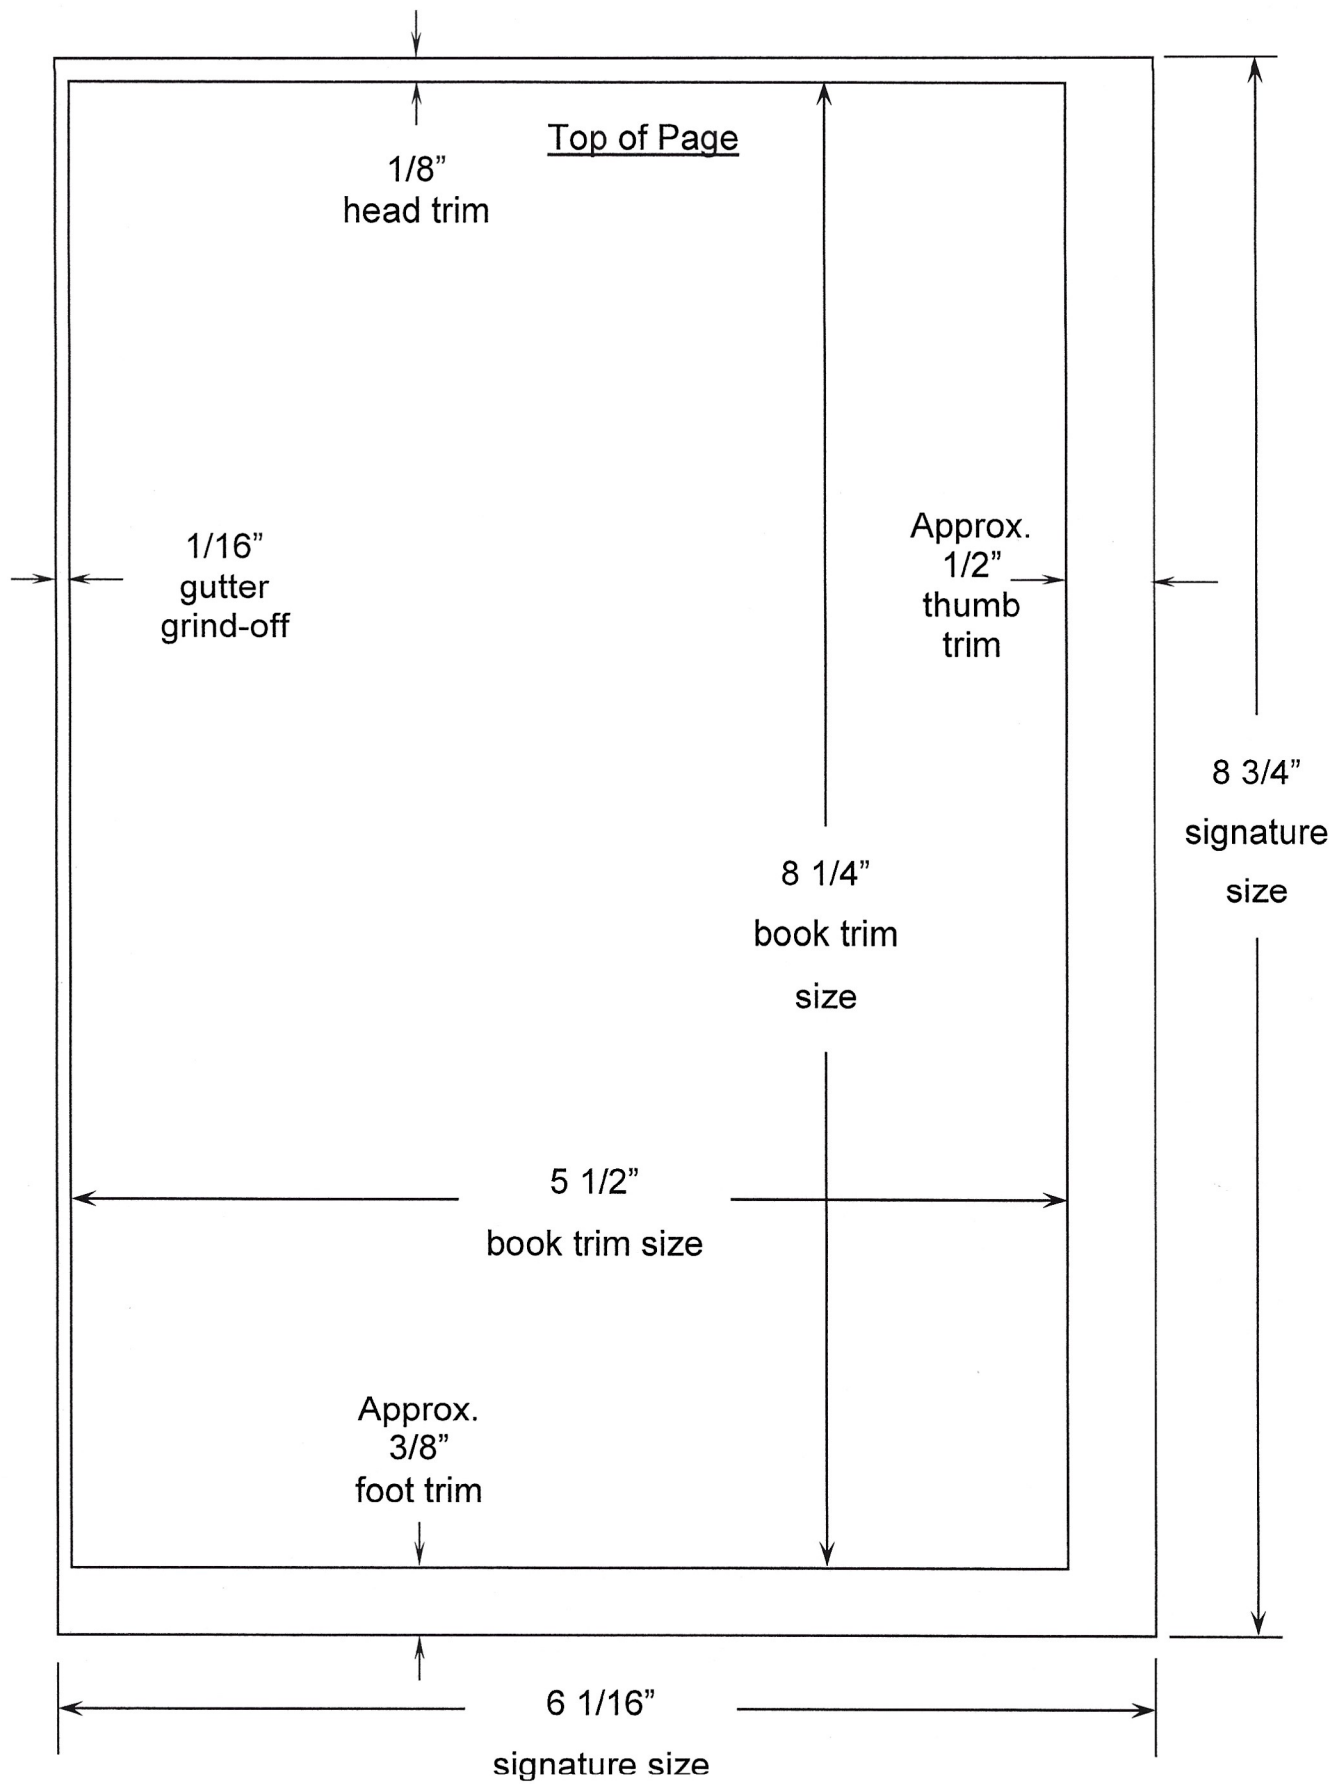 Top of Page
1/8”
head trim
1/16”
gutter
grind-off
Approx.
1/2”
thumb
trim
8 3/4”
signature
size
8 1/4”
book trim
size
5 1/2”
book trim size
Approx.
3/8”
foot trim
6 1/16”
signature size